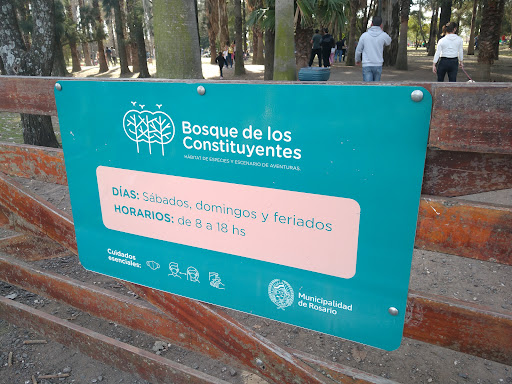 Bosque de los
Constituyentes
HÁBITAT DE ESPECIES Y ESCENARIO DE AVENTURAS.
DÍAS: Sábados, domingos y feriados
HORARIOS: de 8 a 18 hs
Cuidados
esenciales:
Municipalidad
de Rosario